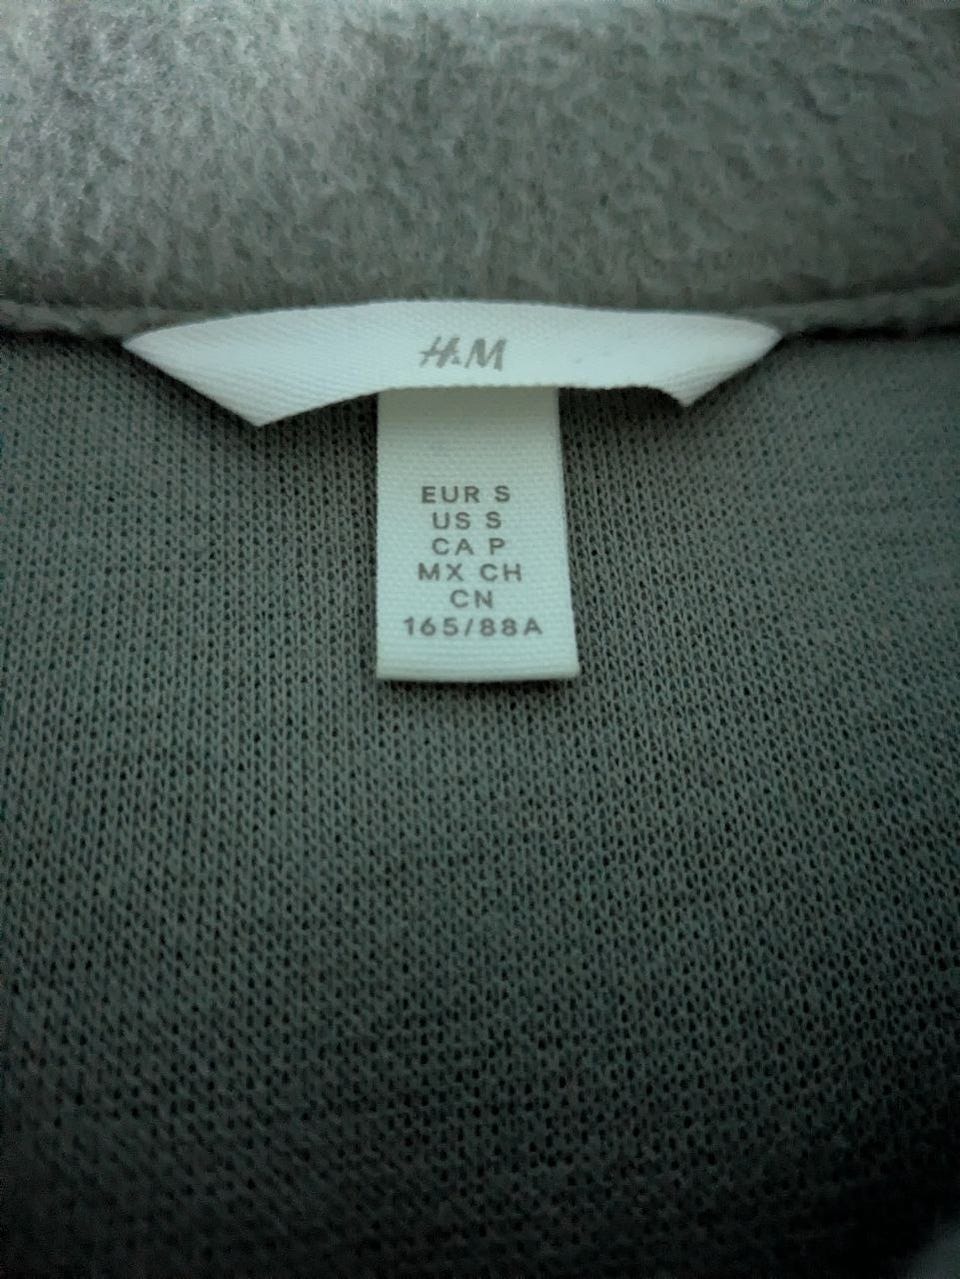 H&M
EUR S
US S
CA P
MX CH
CN
165/88A